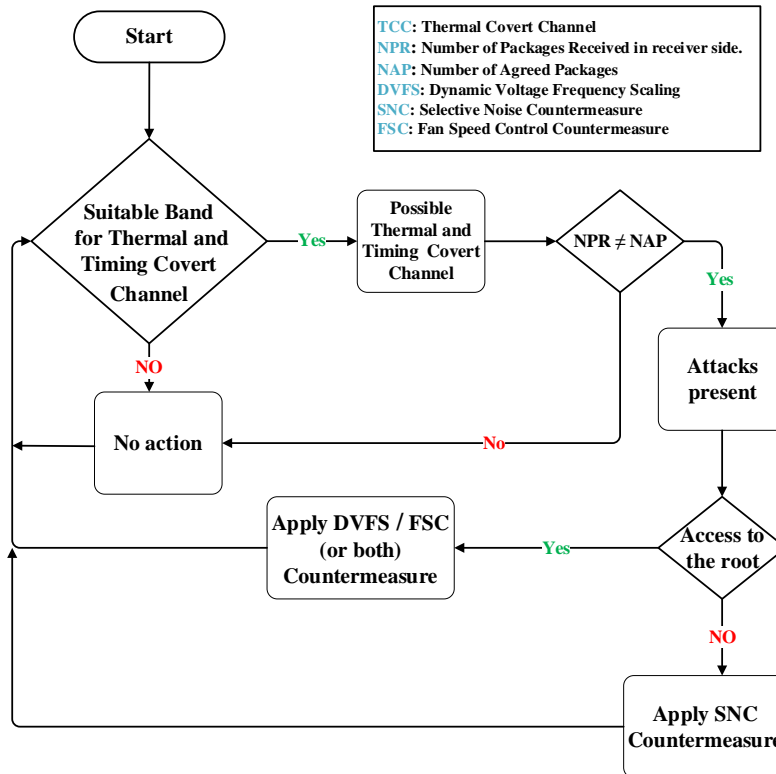 Start
TCC: Thermal Covert Channel
NPR: Number of Packages Received in receiver side.
NAP: Number of Agreed Packages
DVFS: Dynamic Voltage Frequency Scaling
SNC: Selective Noise Countermeasure
FSC: Fan Speed Control Countermeasure
Suitable Band
for Thermal and
Timing Covert
Channel
Yes
Possible
Thermal and
Timing Covert
Channel
NPR ≠ NAP
Yes
NO
Attacks
present
No action
No
Apply DVFS / FSC
(or both)
Countermeasure
Yes
Access to
the root
NO
Apply SNC
Countermeasure